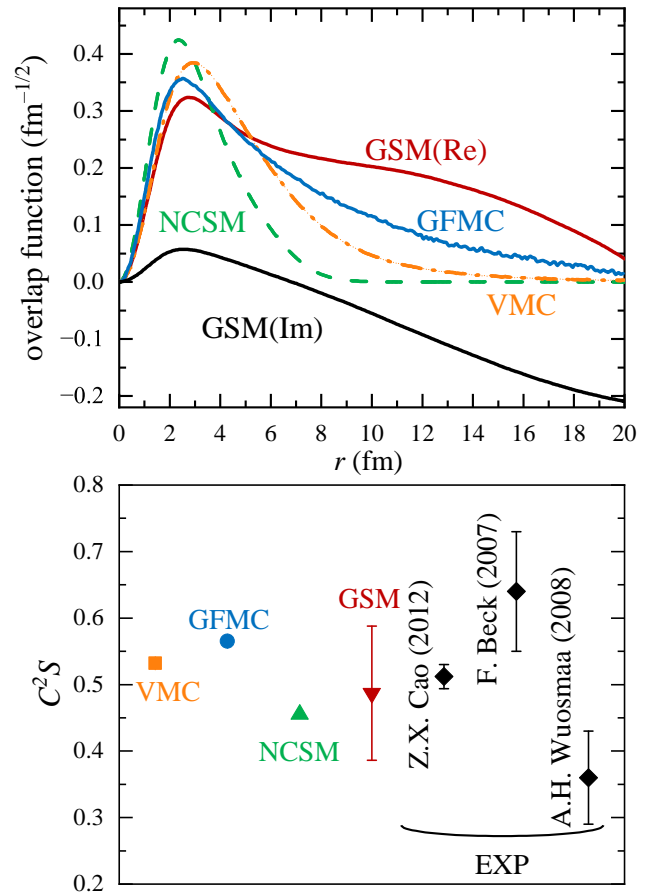 overlap function (fm⁻¹/²)
0.4
0.3
0.2
0.1
0.0
−0.1
−0.2
GSM(Re)
NCSM
GFMC
VMC
GSM(Im)
0 2 4 6 8 10 12 14 16 18 20
r (fm)
C²S
0.8
0.7
0.6
0.5
0.4
0.3
0.2
VMC
GFMC
NCSM
GSM
Z.X. Cao (2012)
F. Beck (2007)
A.H. Wuosmaa (2008)
EXP